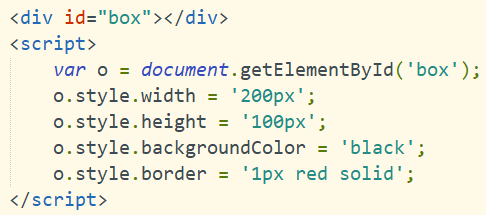 <div id="box"></div>
<script>
    var o = document.getElementById('box');
    o.style.width = '200px';
    o.style.height = '100px';
    o.style.backgroundColor = 'black';
    o.style.border = '1px red solid';
</script>